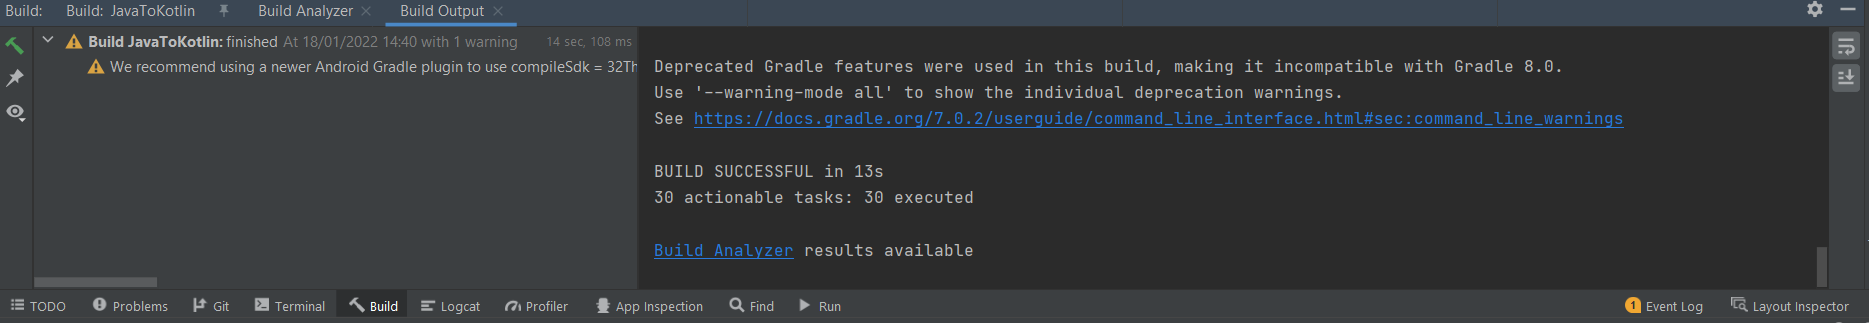 Build: Build: JavaToKotlin Build Analyzer Build Output
Build JavaToKotlin: finished At 18/01/2022 14:40 with 1 warning 14 sec, 108 ms
We recommend using a newer Android Gradle plugin to use compileSdk = 32Th
Deprecated Gradle features were used in this build, making it incompatible with Gradle 8.0.
Use '--warning-mode all' to show the individual deprecation warnings.
See https://docs.gradle.org/7.0.2/userguide/command_line_interface.html#sec:command_line_warnings
BUILD SUCCESSFUL in 13s
30 actionable tasks: 30 executed
Build Analyzer results available
TODO Problems Git Terminal Build Logcat Profiler App Inspection Find Run 1 Event Log Layout Inspector